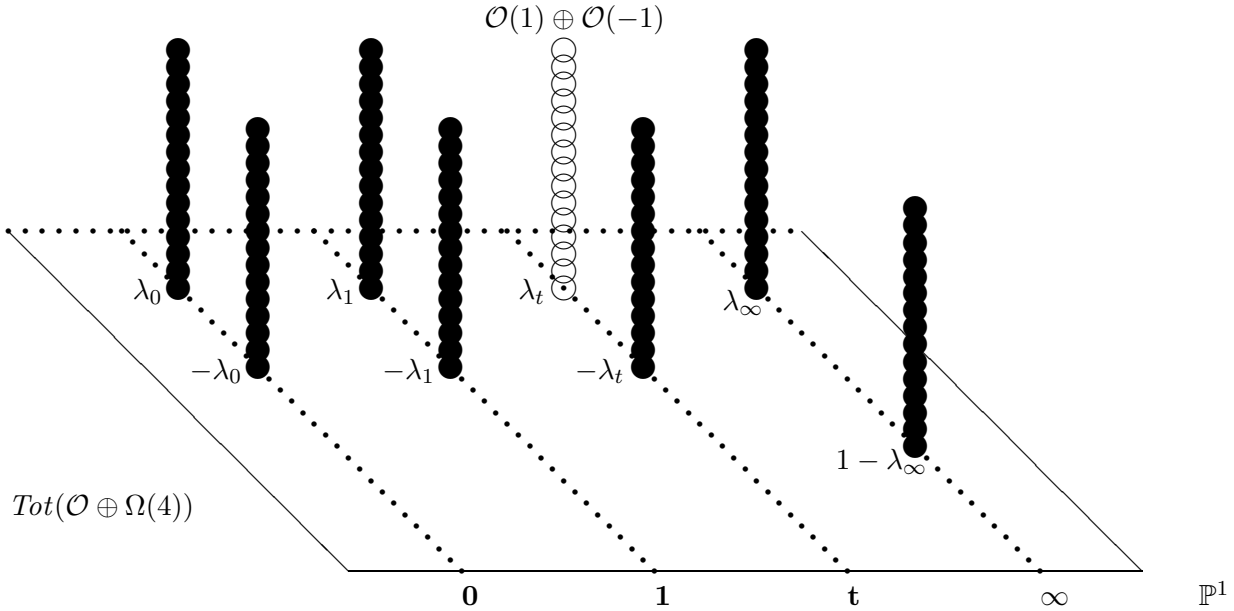 𝒪(1) ⊕ 𝒪(−1)
λ₀ λ₁ λₜ λ∞
−λ₀ −λ₁ −λₜ
1 − λ∞
Tot(𝒪 ⊕ Ω(4))
0 1 t ∞ ℙ¹